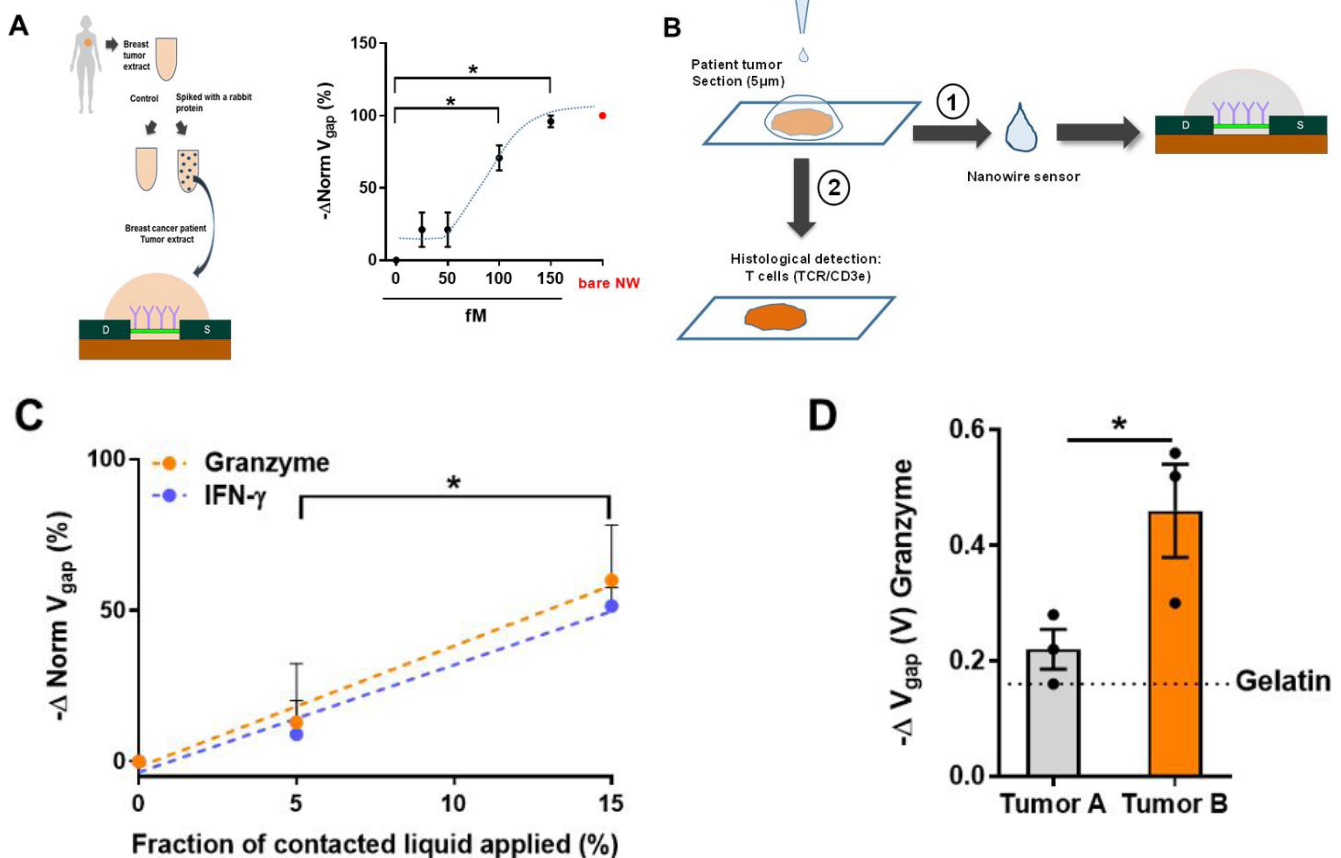 A
Breast
tumor
extract
Control
Spiked with a rabbit
protein
Breast cancer patient
Tumor extract
D
S
-ΔNorm Vgap (%)
150
100
50
0
*
*
0
50
100
150
bare NW
fM
B
Patient tumor
Section (5µm)
1
Nanowire sensor
D
S
2
Histological detection:
T cells (TCR/CD3e)
C
-Δ Norm Vgap (%)
100
50
0
Granzyme
IFN-γ
*
0
5
10
15
Fraction of contacted liquid applied (%)
D
-Δ Vgap (V) Granzyme
0.6
0.4
0.2
0.0
*
Gelatin
Tumor A
Tumor B